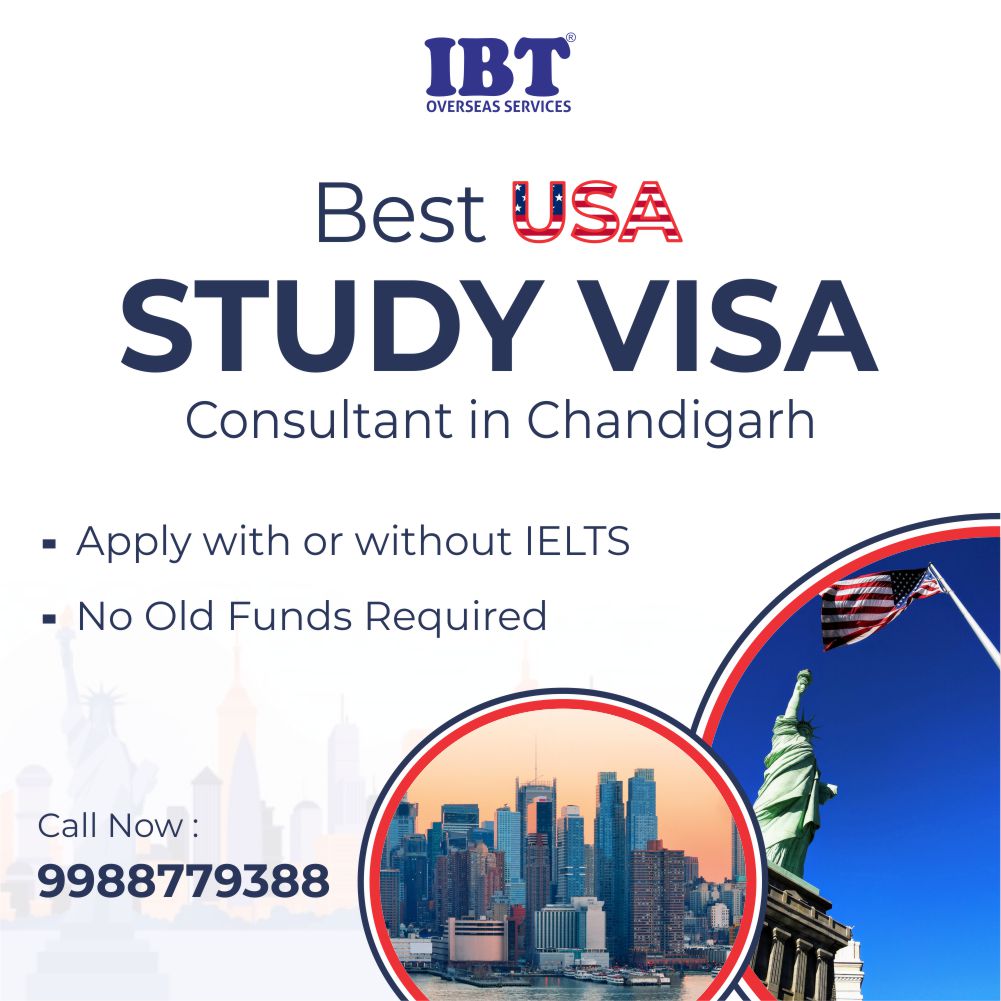 IBT®
OVERSEAS SERVICES
Best USA
STUDY VISA
Consultant in Chandigarh
▪ Apply with or without IELTS
▪ No Old Funds Required
Call Now :
9988779388